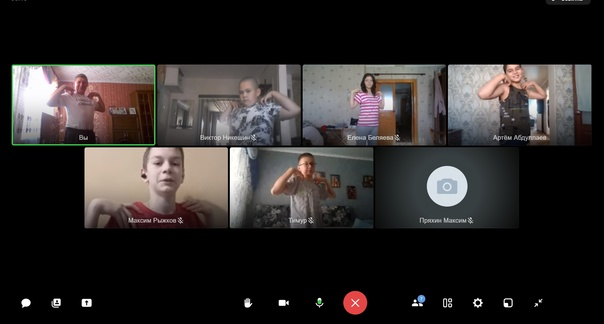 Вы
Виктор Никешин
Елена Беляева
Артём Абдуллаев
Максим Рыжков
Тимур
Пряхин Максим